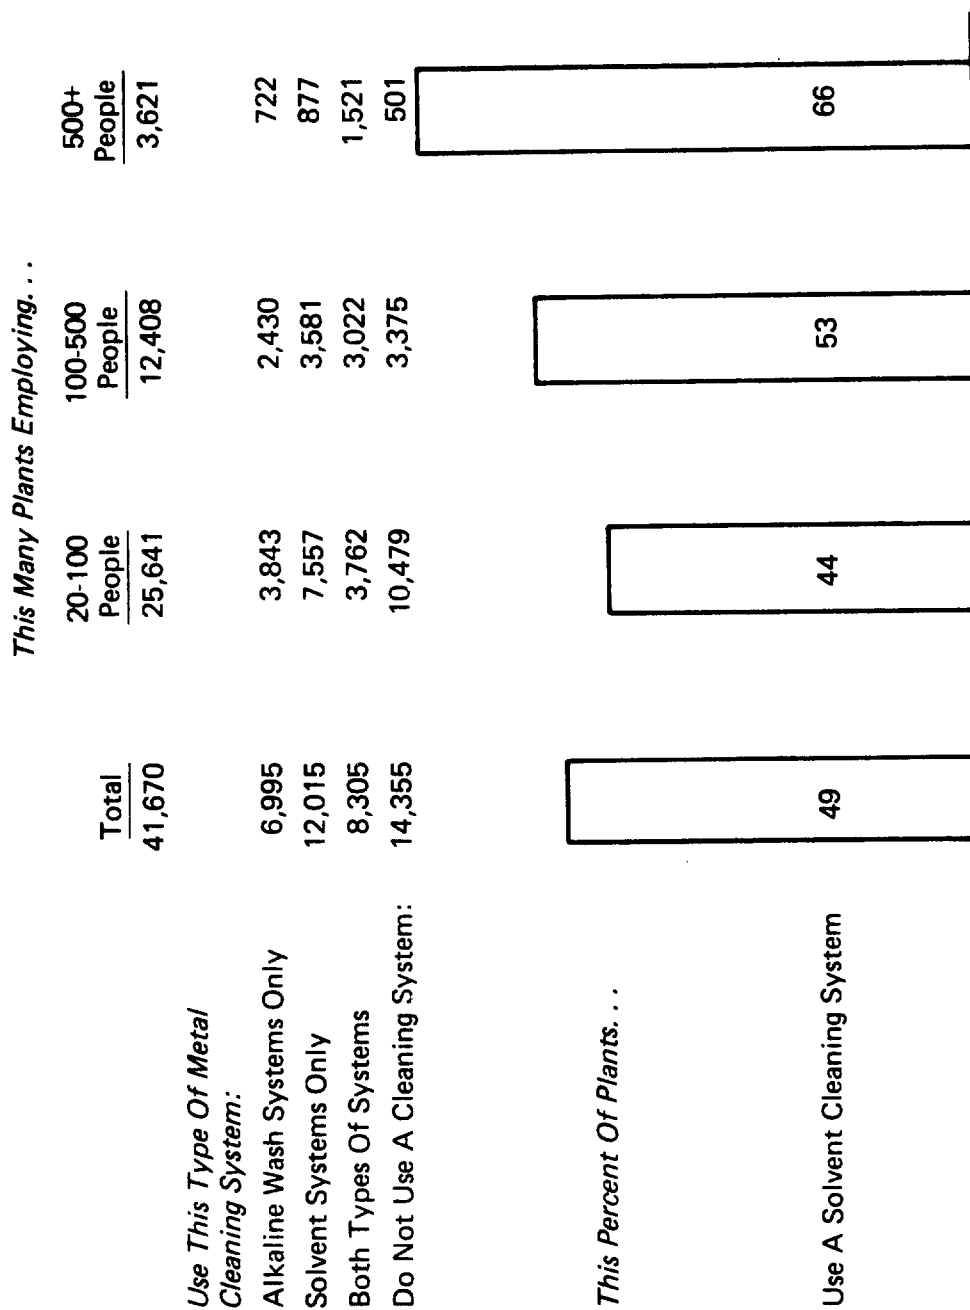 This Many Plants Employing. . .
Total 20-100 People 100-500 People 500+ People
41,670 25,641 12,408 3,621
Use This Type Of Metal
Cleaning System:
Alkaline Wash Systems Only 6,995 3,843 2,430 722
Solvent Systems Only 12,015 7,557 3,581 877
Both Types Of Systems 8,305 3,762 3,022 1,521
Do Not Use A Cleaning System: 14,355 10,479 3,375 501
This Percent Of Plants. . .
Use A Solvent Cleaning System 49 44 53 66